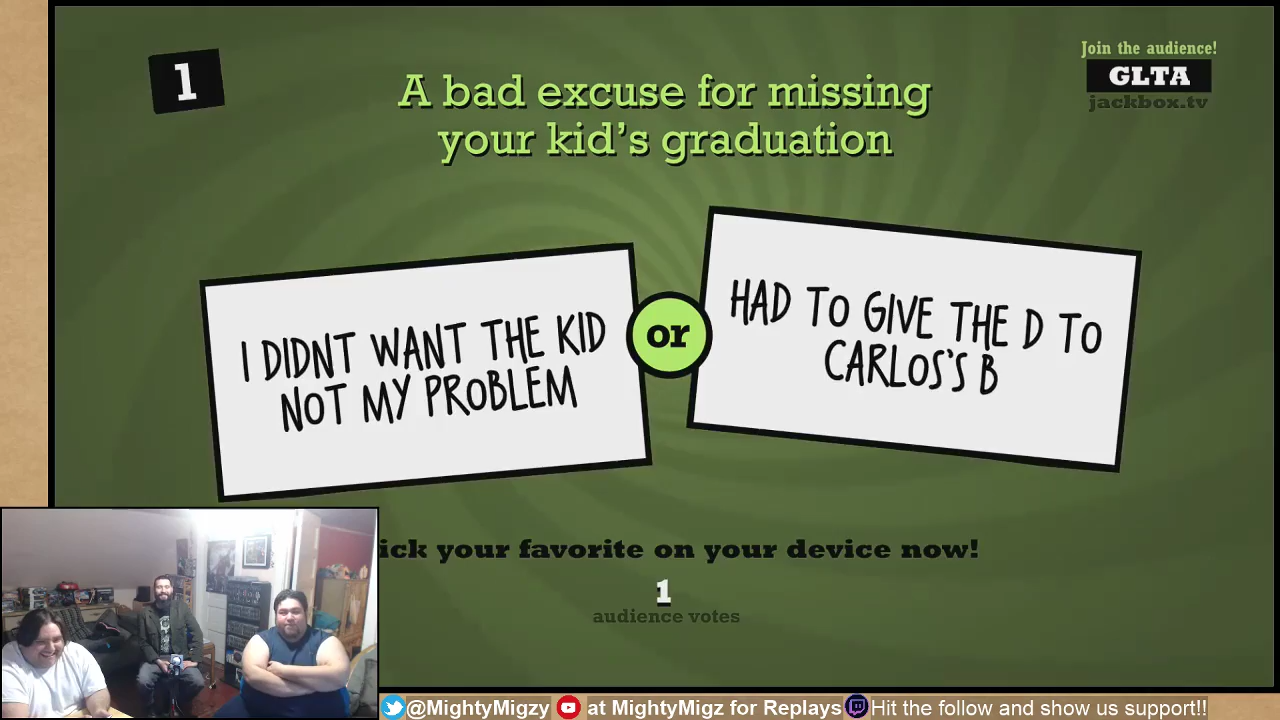 1
Join the audience!
GLTA
jackbox.tv
A bad excuse for missing
your kid's graduation
I DIDNT WANT THE KID
NOT MY PROBLEM
or
HAD TO GIVE THE D TO
CARLOS'S B
ick your favorite on your device now!
1
audience votes
@MightyMigzy at MightyMigz for Replays Hit the follow and show us support!!